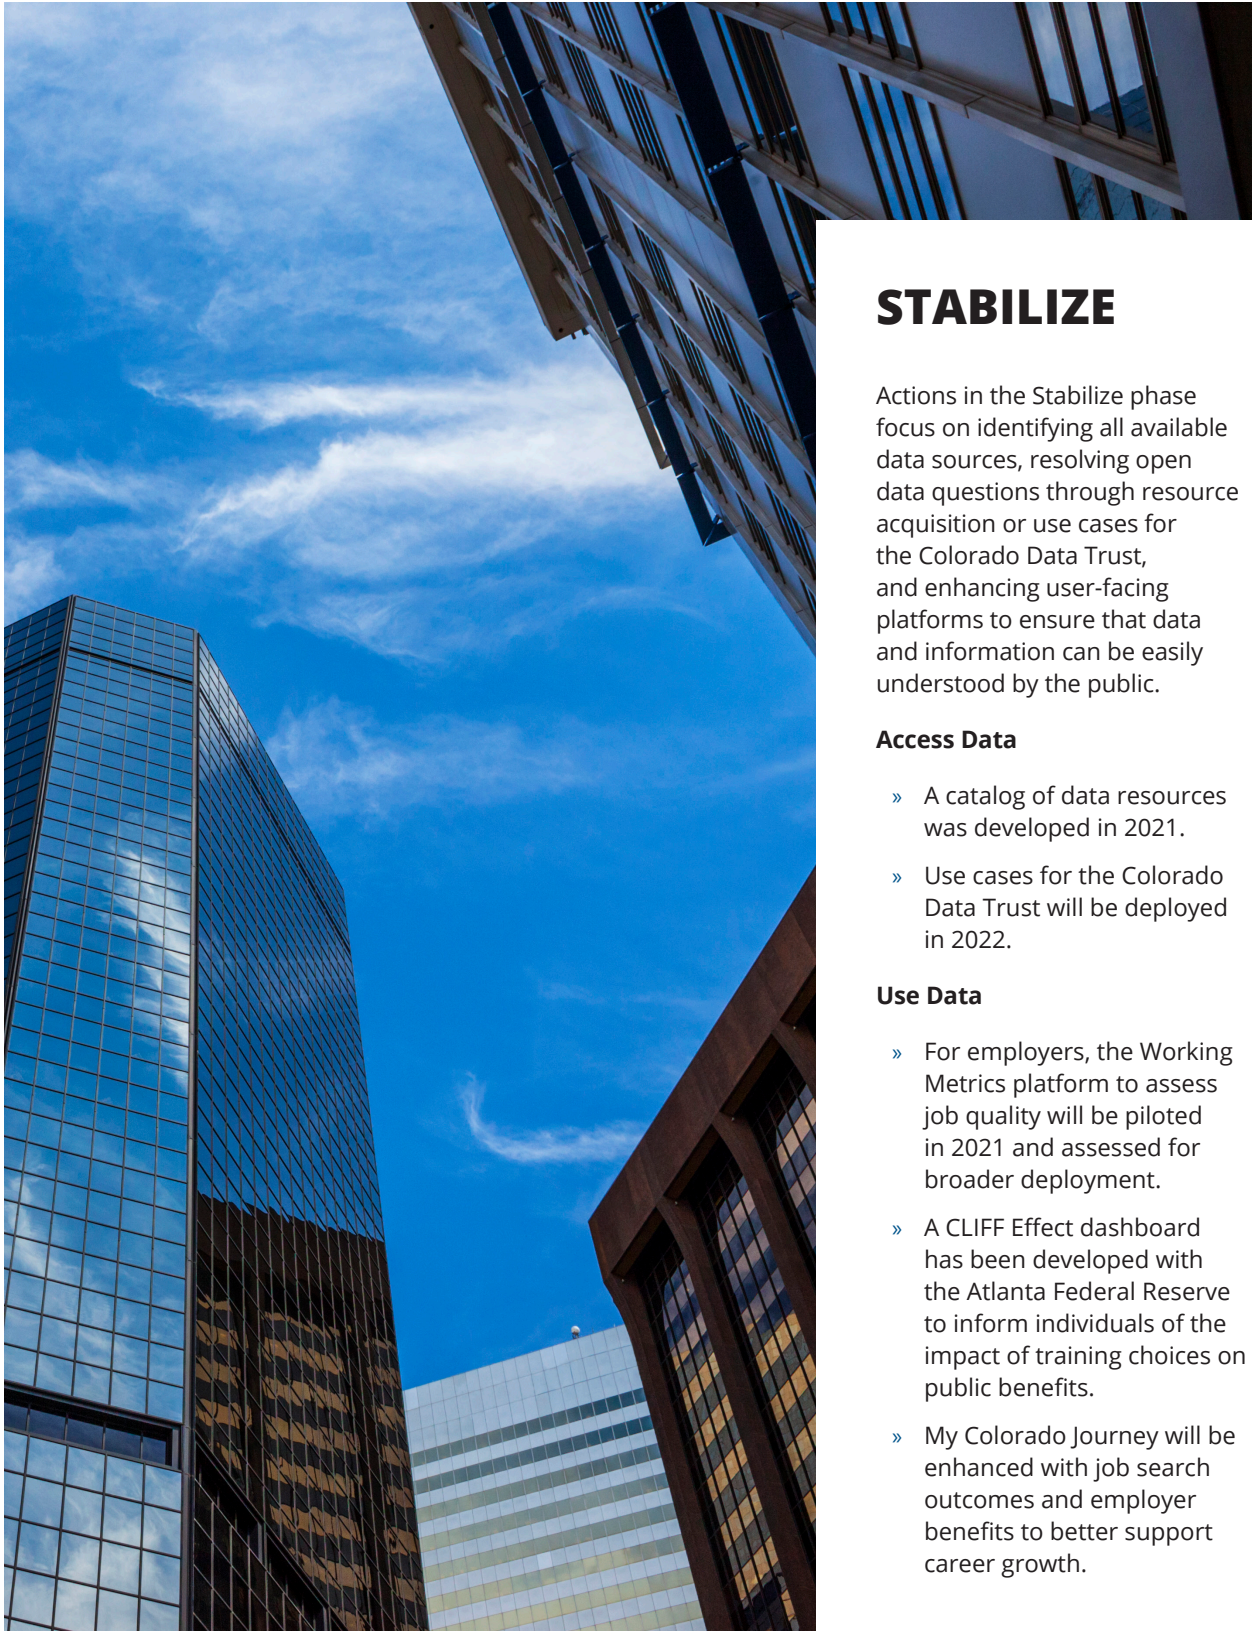 STABILIZE
Actions in the Stabilize phase
focus on identifying all available
data sources, resolving open
data questions through resource
acquisition or use cases for
the Colorado Data Trust,
and enhancing user-facing
platforms to ensure that data
and information can be easily
understood by the public.
Access Data
» A catalog of data resources
was developed in 2021.
» Use cases for the Colorado
Data Trust will be deployed
in 2022.
Use Data
» For employers, the Working
Metrics platform to assess
job quality will be piloted
in 2021 and assessed for
broader deployment.
» A CLIFF Effect dashboard
has been developed with
the Atlanta Federal Reserve
to inform individuals of the
impact of training choices on
public benefits.
» My Colorado Journey will be
enhanced with job search
outcomes and employer
benefits to better support
career growth.